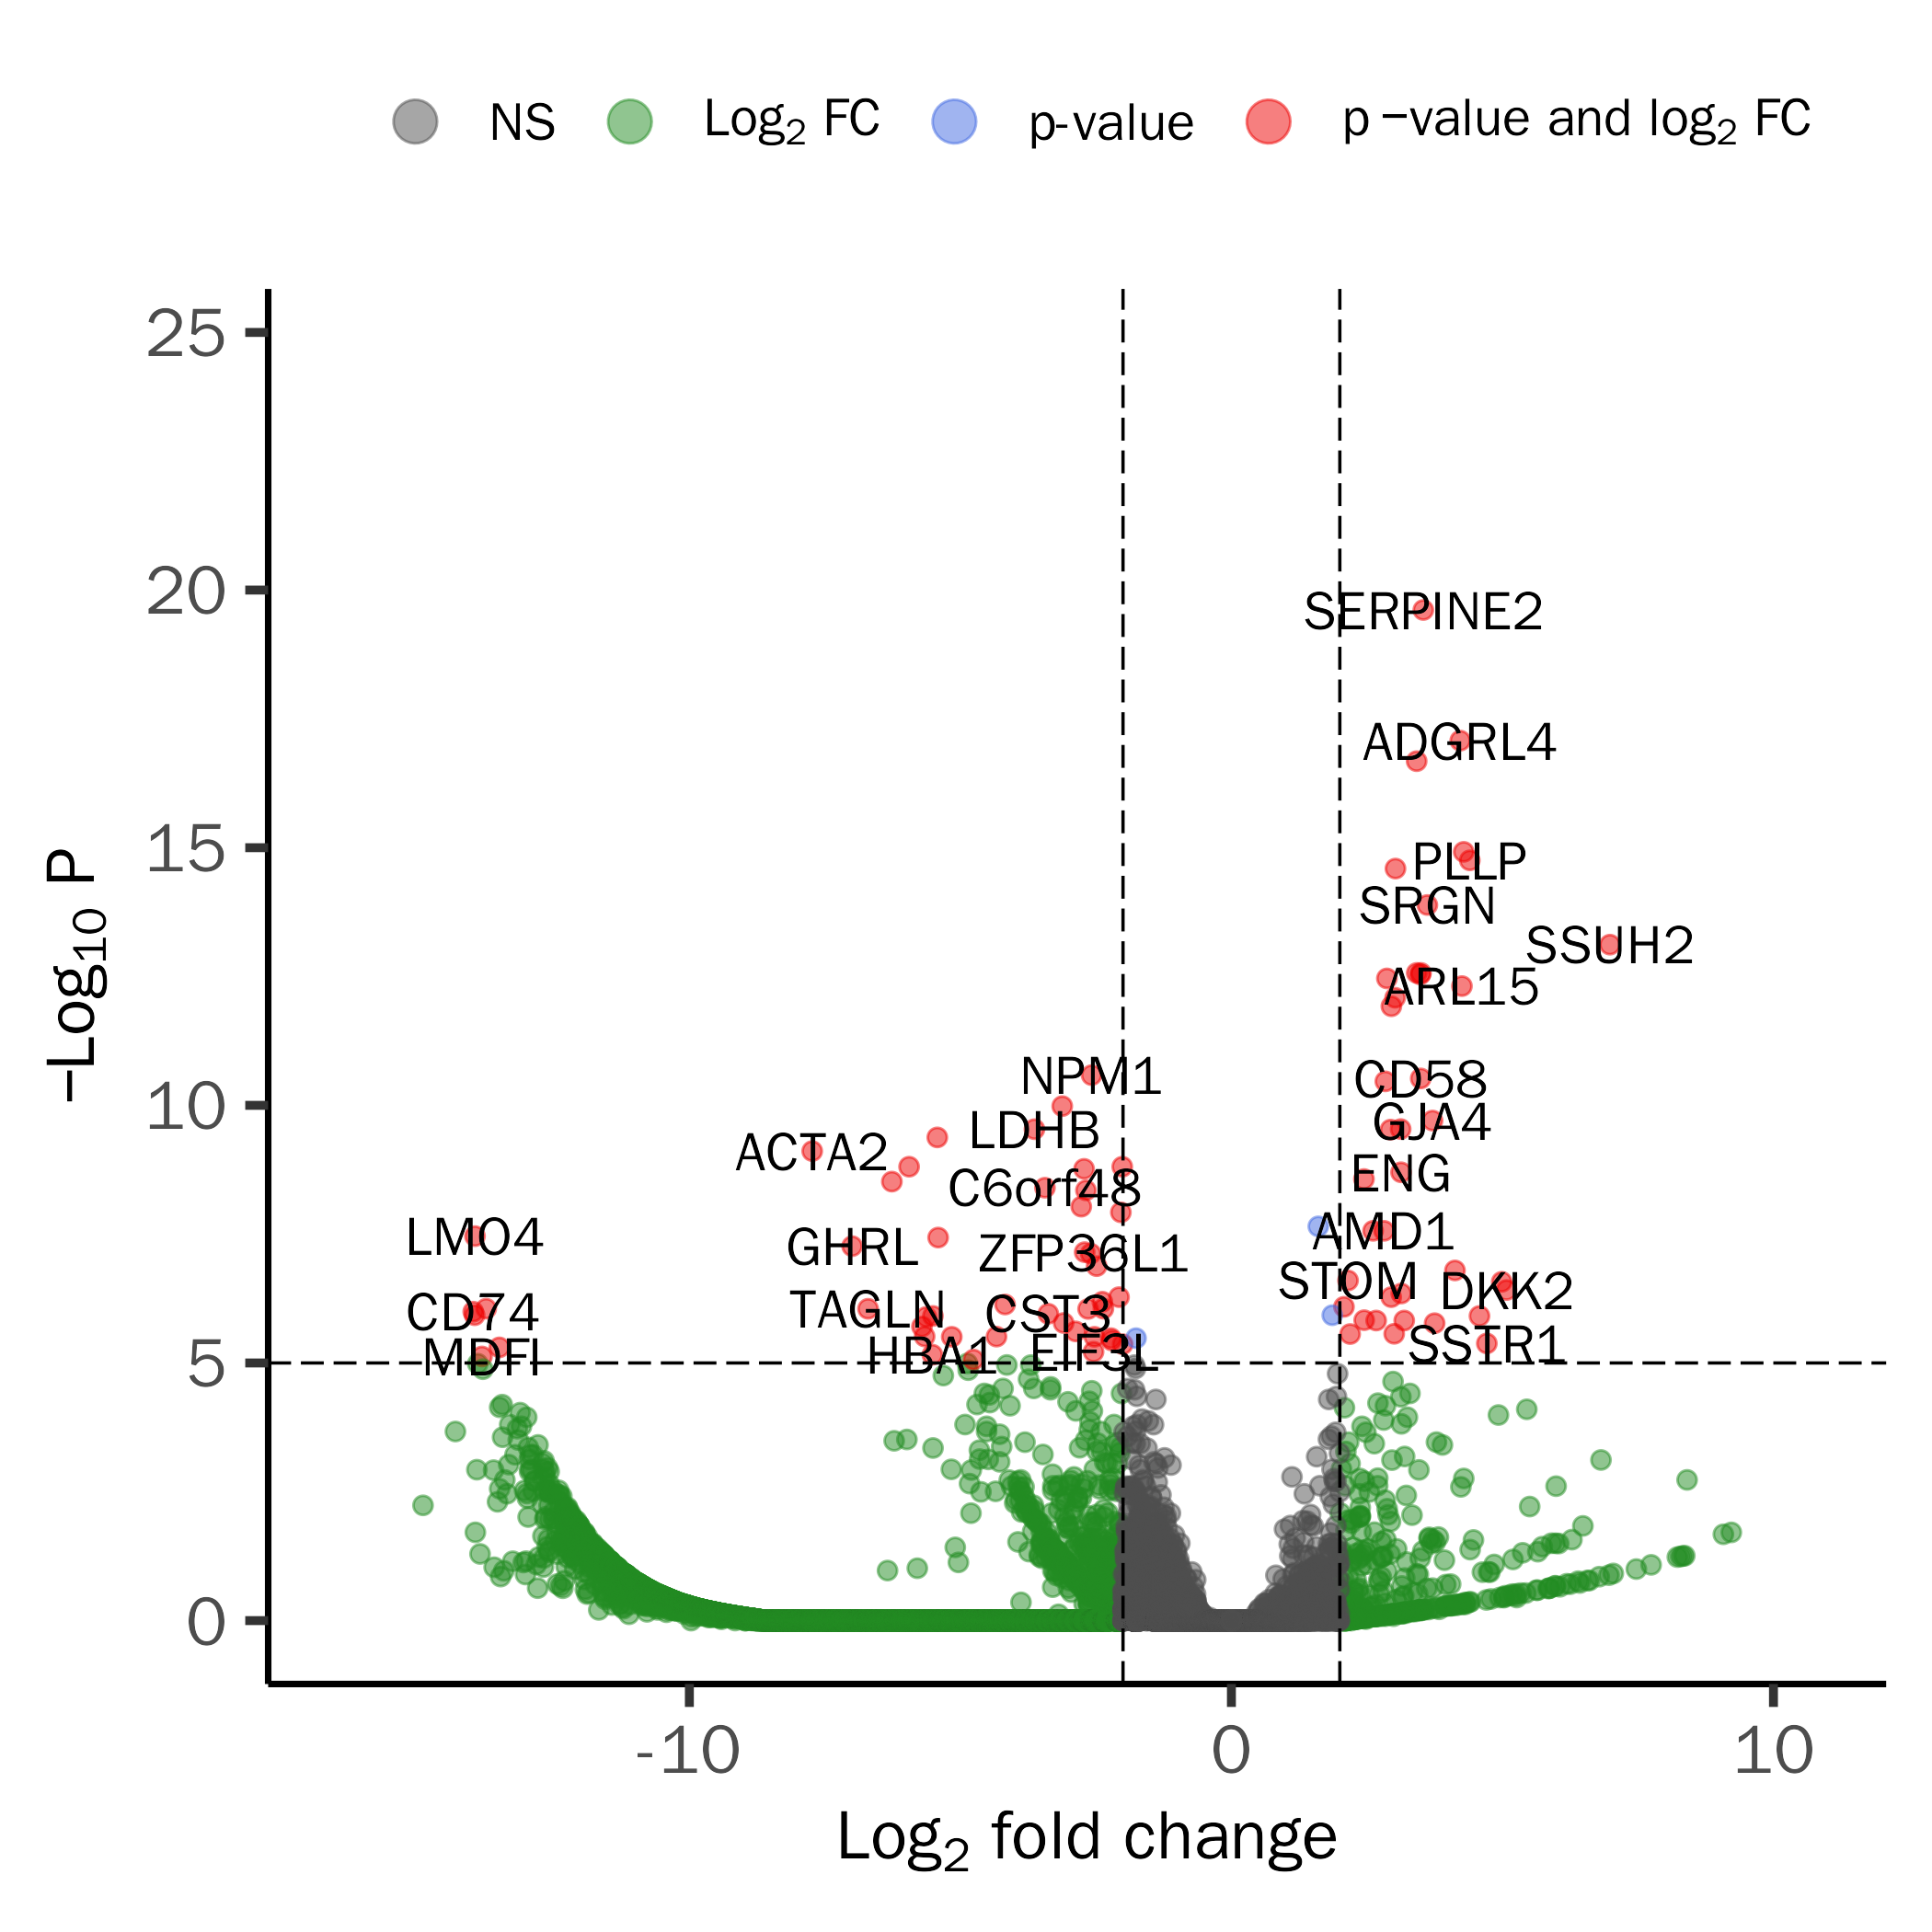 NS Log2 FC p-value p −value and log2 FC
−Log10 P
25
20
15
10
5
0
SERPINE2
ADGRL4
PLLP
SRGN
SSUH2
ARL15
NPM1
CD58
LDHB
GJA4
ACTA2
C6orf48
ENG
LMO4
GHRL
ZFP36L1
AMD1
STOM
DKK2
CD74
TAGLN
CST3
MDFI
HBA1
EIF3L
SSTR1
-10
0
10
Log2 fold change